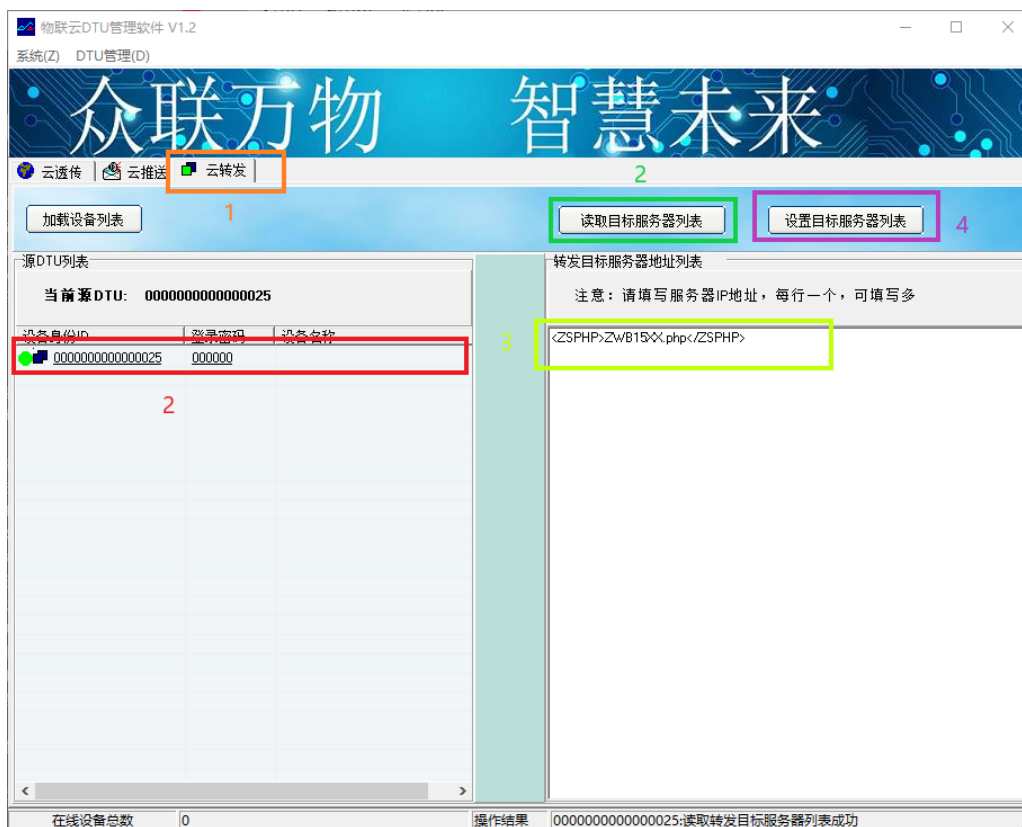 物联云DTU管理软件 V1.2
系统(Z) DTU管理(D)
众联万物 智慧未来
云透传 云推送 云转发
1
2
加载设备列表
读取目标服务器列表
设置目标服务器列表
4
源DTU列表
当前源DTU: 0000000000000025
设备身份ID 登录密码 设备名称
0000000000000025 000000
2
3
转发目标服务器地址列表
注意：请填写服务器IP地址，每行一个，可填写多
<ZSPHP>ZWB15XX.php</ZSPHP>
在线设备总数 0 操作结果 0000000000000025:读取转发目标服务器列表成功